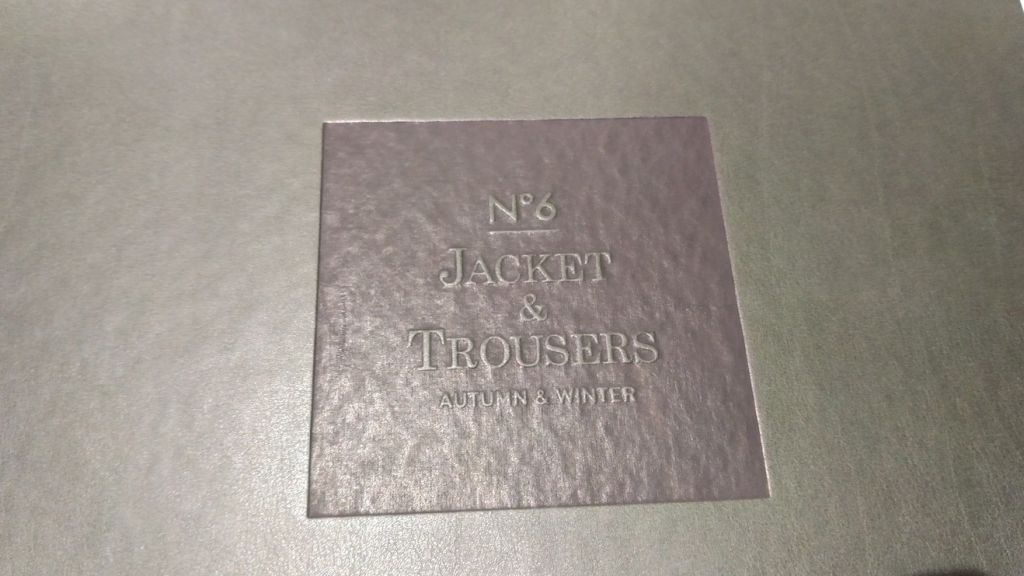 N°6
JACKET
&
TROUSERS
AUTUMN & WINTER